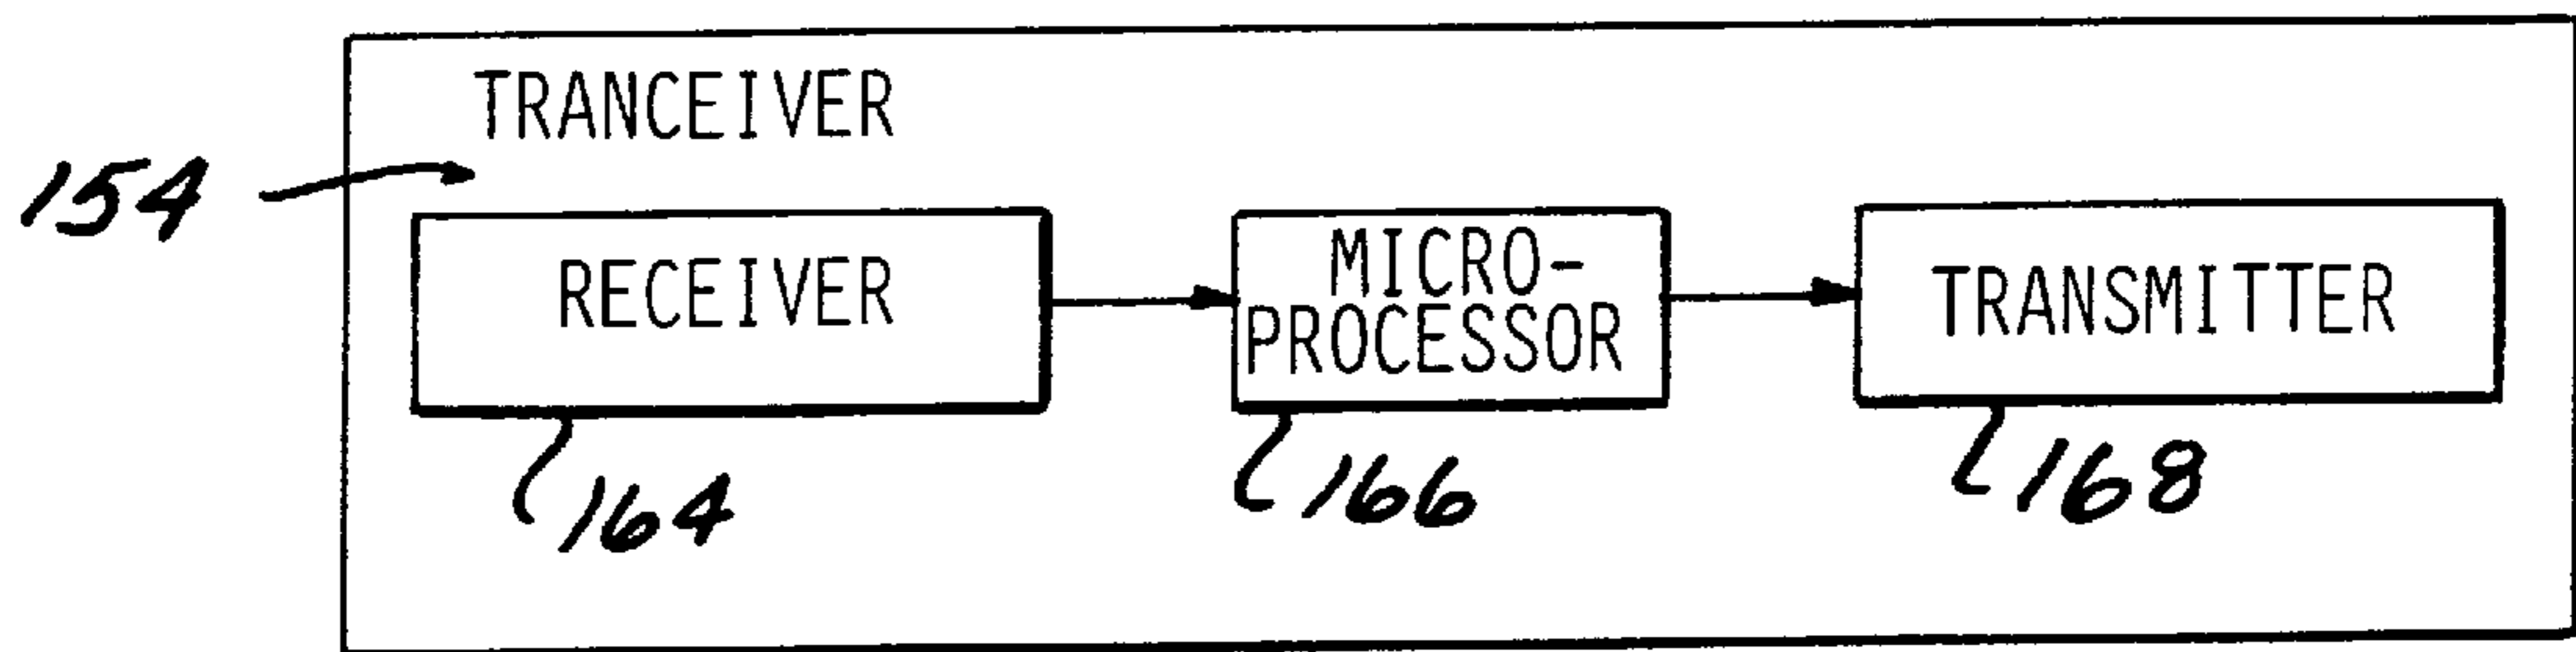 TRANCEIVER
154
RECEIVER
MICRO-
PROCESSOR
TRANSMITTER
164
166
168